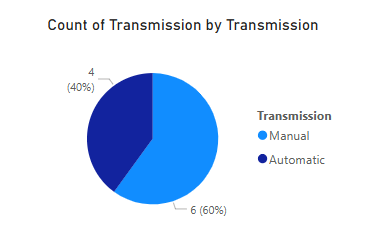 Count of Transmission by Transmission
4
(40%)
Transmission
Manual
Automatic
6 (60%)